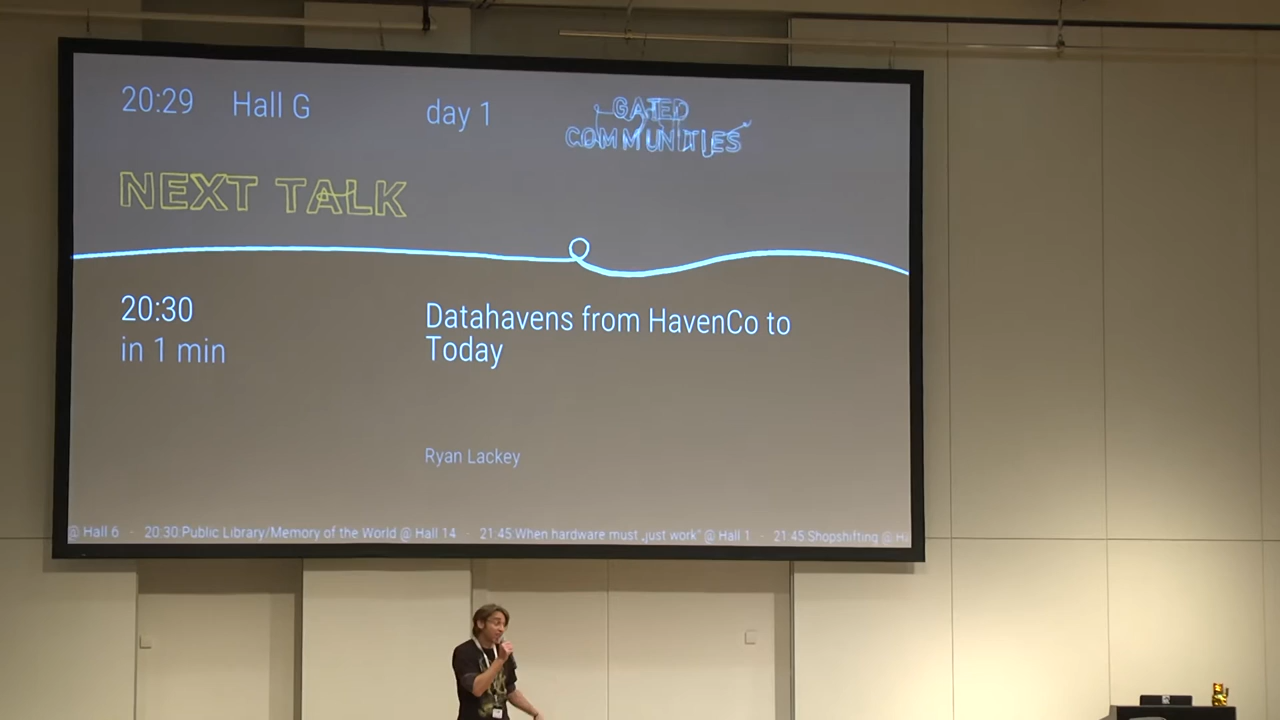 20:29 Hall G day 1
GATED
COMMUNITIES
NEXT TALK
20:30
in 1 min
Datahavens from HavenCo to
Today
Ryan Lackey
@ Hall 6 - 20:30:Public Library/Memory of the World @ Hall 14 - 21:45:When hardware must „just work" @ Hall 1 - 21:45:Shopshifting @ H